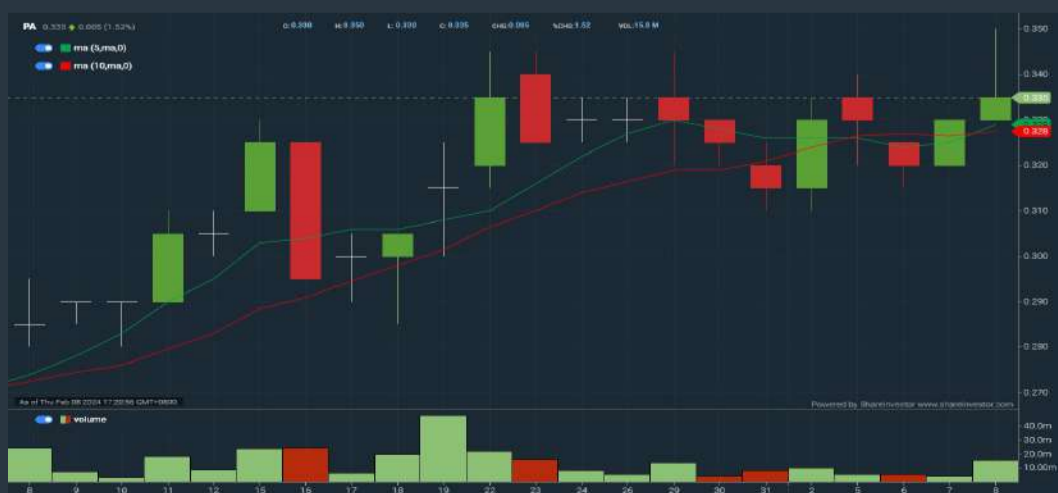 PA 0.335 0.005 (1.52%) O:0.330 H:0.350 L: 0.330 C: 0.335 CHG:0.005 %CHG:1.52 VOL:15.0 M
ma (5,ma,0)
ma (10,ma,0)
0.350
0.340
0.335
0.328
0.320
0.310
0.300
0.290
0.280
0.270
As of Thu Feb 08 2024 17:20:56 GMT+0800
Powered by ShareInvestor www.shareinvestor.com
volume
40.0m
30.0m
20.0m
10.00m
8 9 10 11 12 15 16 17 18 19 22 23 24 26 29 30 31 2 5 6 7 8